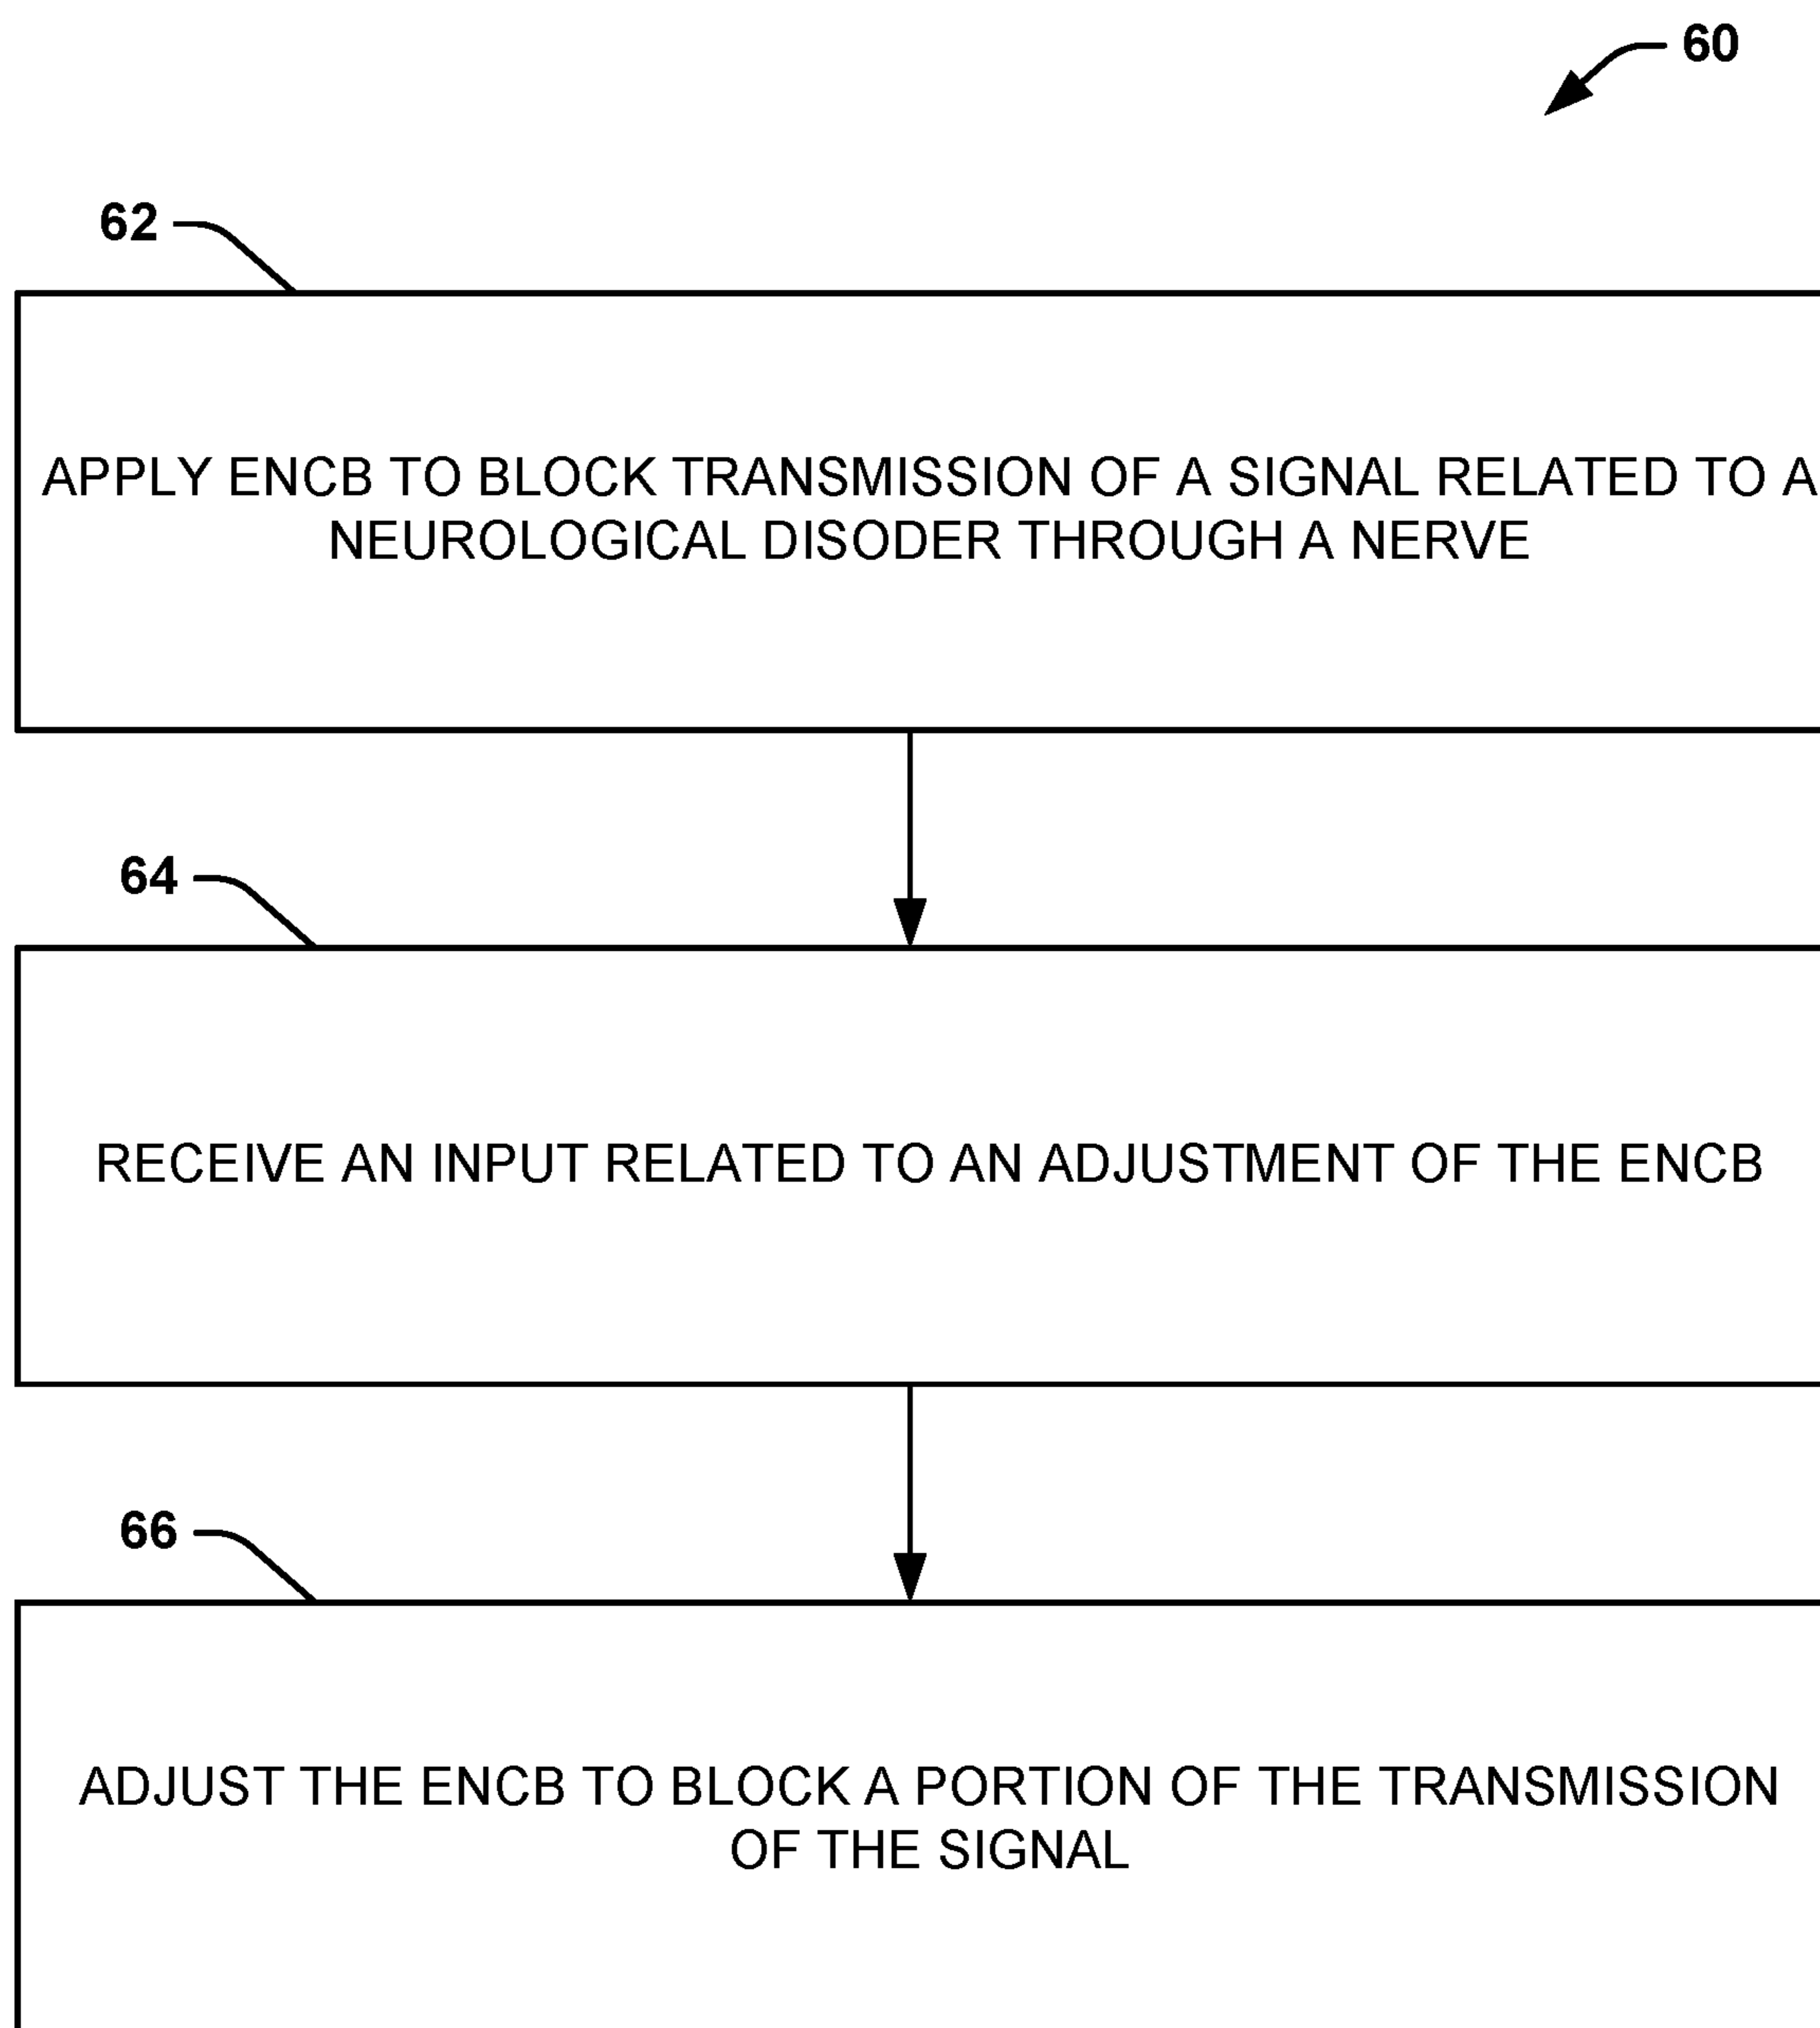 60
62
APPLY ENCB TO BLOCK TRANSMISSION OF A SIGNAL RELATED TO A
NEUROLOGICAL DISODER THROUGH A NERVE
64
RECEIVE AN INPUT RELATED TO AN ADJUSTMENT OF THE ENCB
66
ADJUST THE ENCB TO BLOCK A PORTION OF THE TRANSMISSION
OF THE SIGNAL